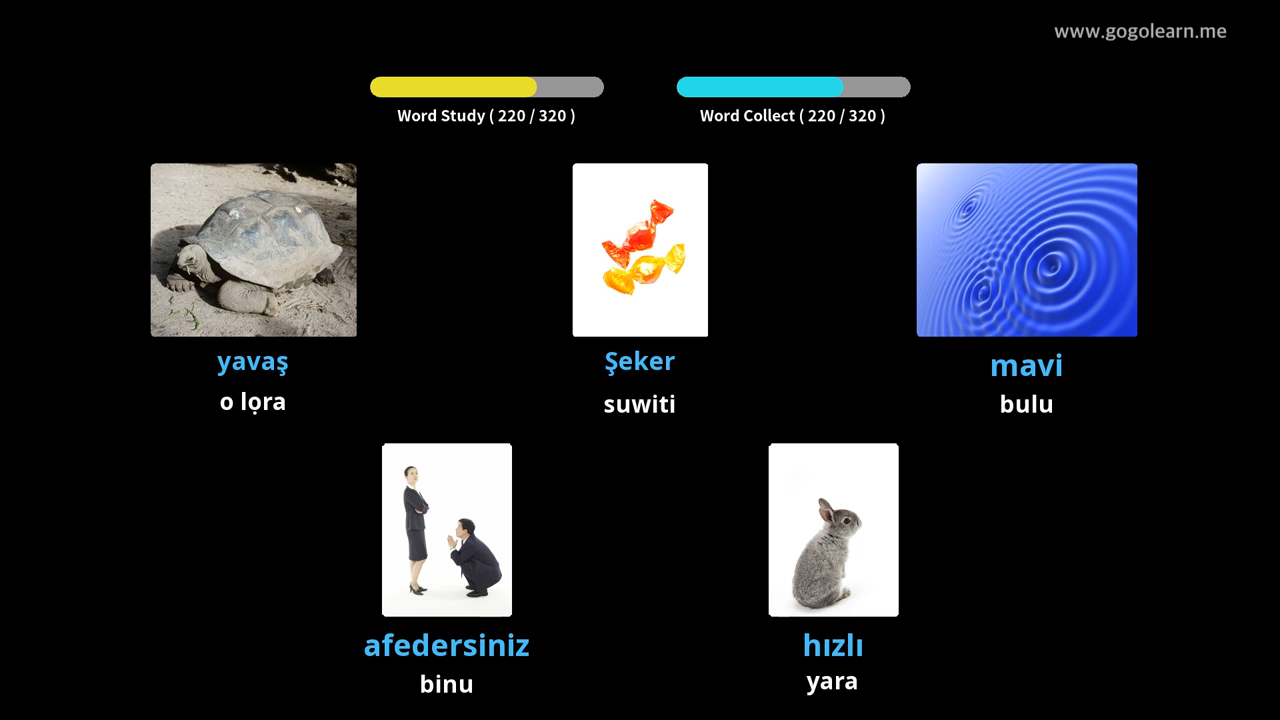 www.gogolearn.me
Word Study ( 220 / 320 )
Word Collect ( 220 / 320 )
yavaş
o lọra
Şeker
suwiti
mavi
bulu
afedersiniz
binu
hızlı
yara